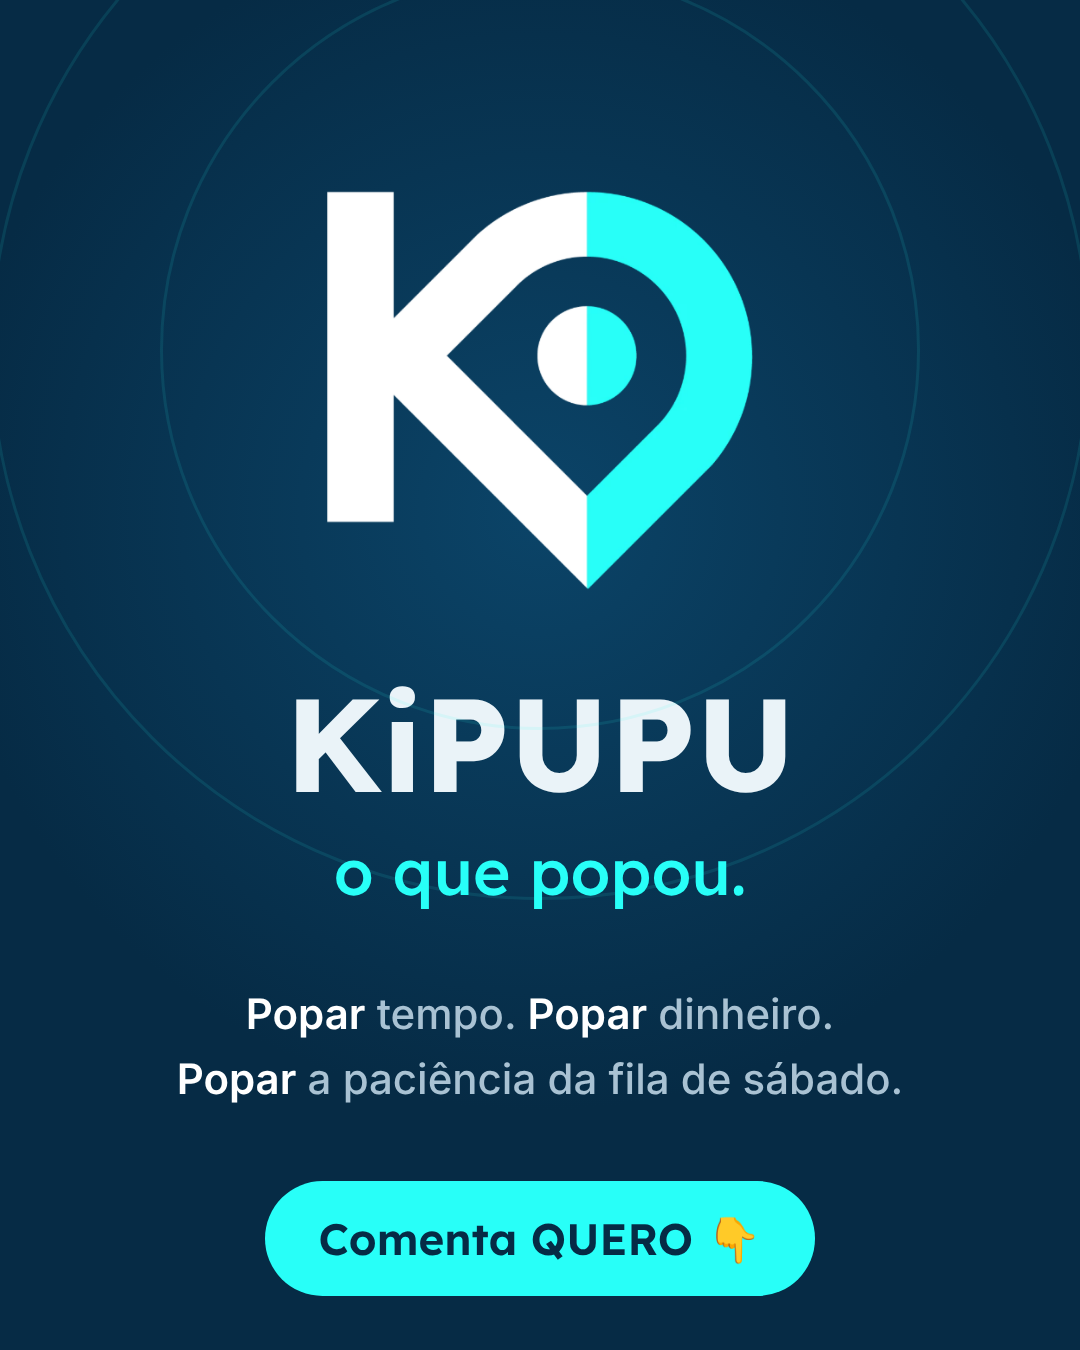 KiPUPU
o que popou.
Popar tempo. Popar dinheiro.
Popar a paciência da fila de sábado.
Comenta QUERO 👇